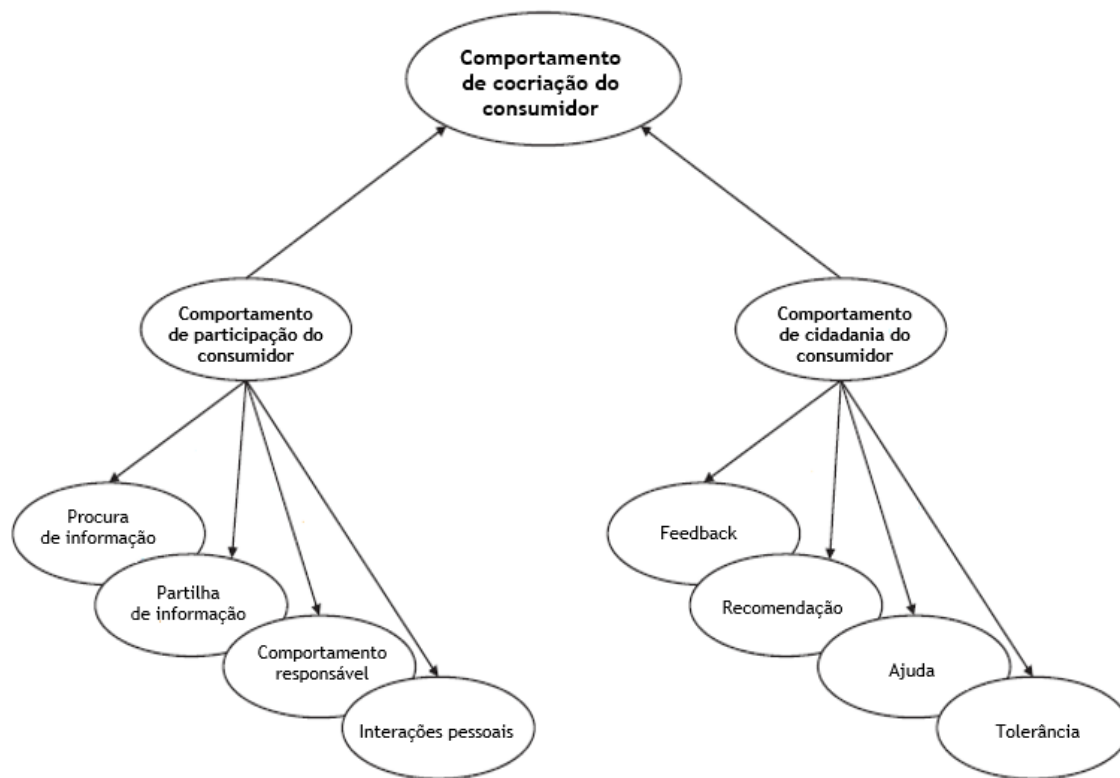 Comportamento
de cocriação do
consumidor
Comportamento
de participação do
consumidor
Comportamento
de cidadania do
consumidor
Procura
de informação
Partilha
de informação
Comportamento
responsável
Interações pessoais
Feedback
Recomendação
Ajuda
Tolerância